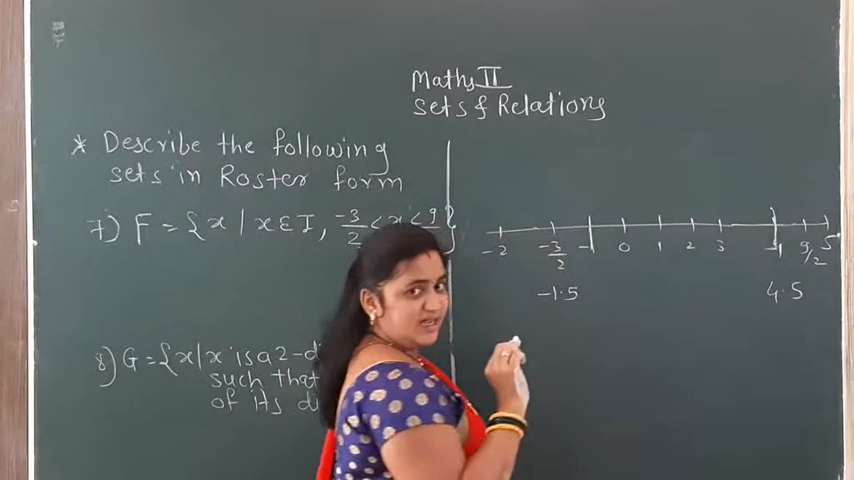 Maths II
Sets & Relations
* Describe the following
sets in Roster form
7) F = {x / x ε I, -3/2 < x < 9
8) G = {x / x is a 2-di
such that
of its di
-2 -3/2 -1 0 1 2 3 4 9/2 5
-1.5 4.5